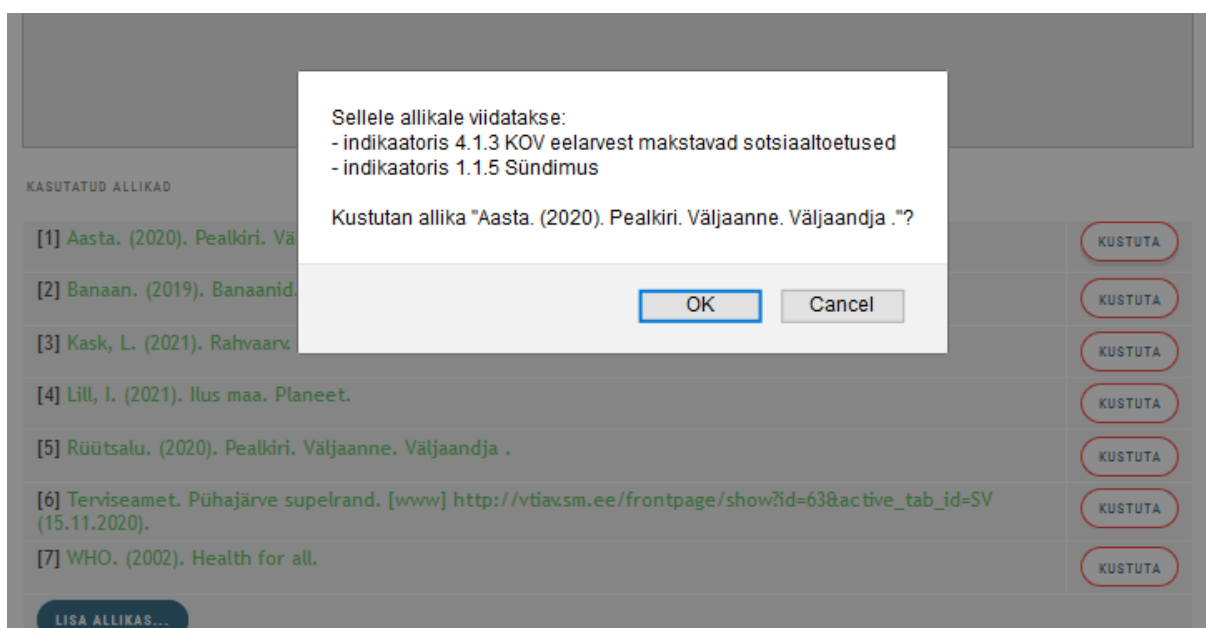 Sellele allikale viidatakse:
- indikaatoris 4.1.3 KOV eelarvest makstavad sotsiaaltoetused
- indikaatoris 1.1.5 Sündimus
Kustutan allika "Aasta. (2020). Pealkiri. Väljaanne. Väljaandja ."?
OK
Cancel
KASUTATUD ALLIKAD
[1] Aasta. (2020). Pealkiri. Vä
KUSTUTA
[2] Banaan. (2019). Banaanid.
KUSTUTA
[3] Kask, L. (2021). Rahvaarv.
KUSTUTA
[4] Lill, I. (2021). Ilus maa. Planeet.
KUSTUTA
[5] Rüütsalu. (2020). Pealkiri. Väljaanne. Väljaandja .
KUSTUTA
[6] Terviseamet. Pühajärve supelrand. [www] http://vtiav.sm.ee/frontpage/show?id=63&active_tab_id=SV
(15.11.2020).
KUSTUTA
[7] WHO. (2002). Health for all.
KUSTUTA
LISA ALLIKAS...